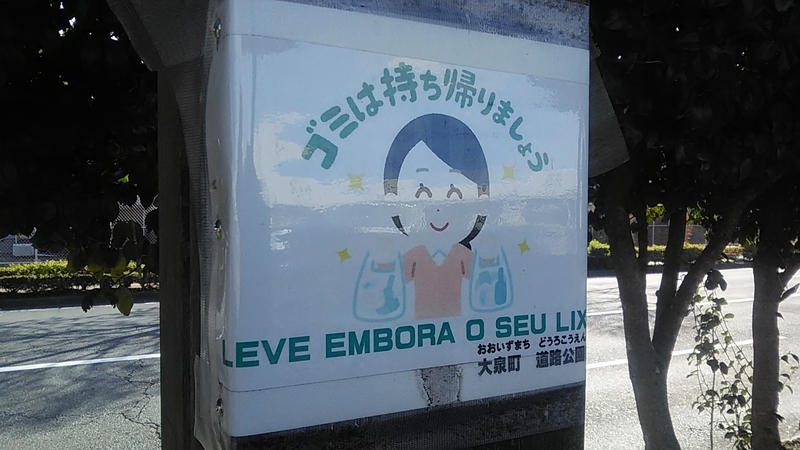 ゴミは持ち帰りましょう
LEVE EMBORA O SEU LIX
おおいずまち どうろこうえん
大泉町 道路公園